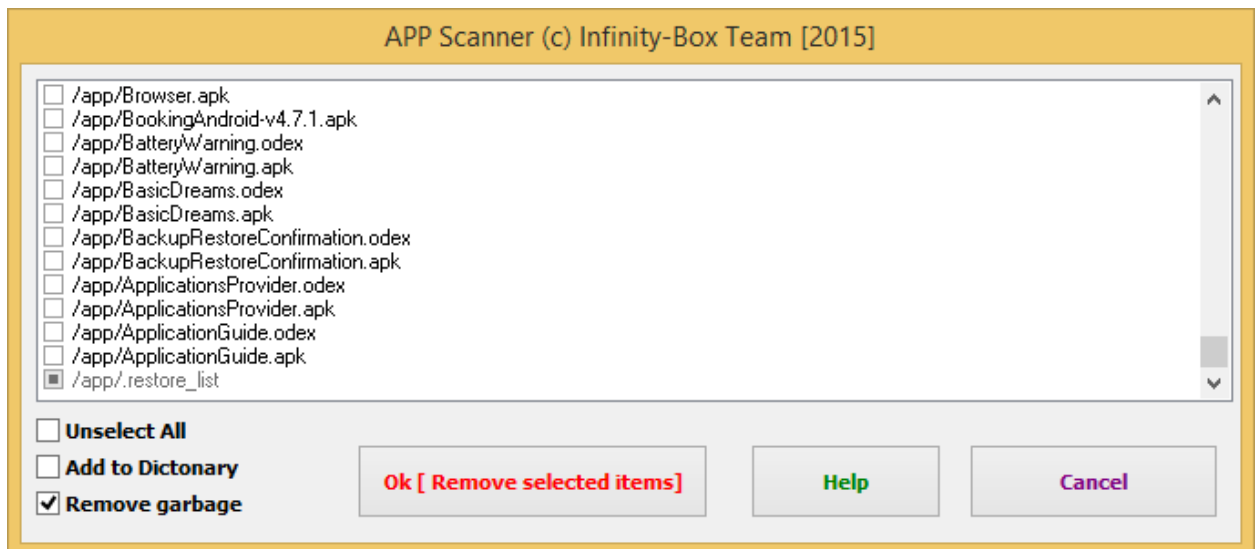 APP Scanner (c) Infinity-Box Team [2015]
/app/Browser.apk
/app/BookingAndroid-v4.7.1.apk
/app/BatteryWarning.odex
/app/BatteryWarning.apk
/app/BasicDreams.odex
/app/BasicDreams.apk
/app/BackupRestoreConfirmation.odex
/app/BackupRestoreConfirmation.apk
/app/ApplicationsProvider.odex
/app/ApplicationsProvider.apk
/app/ApplicationGuide.odex
/app/ApplicationGuide.apk
/app/.restore_list
Unselect All
Add to Dictonary
Remove garbage
Ok [ Remove selected items]
Help
Cancel